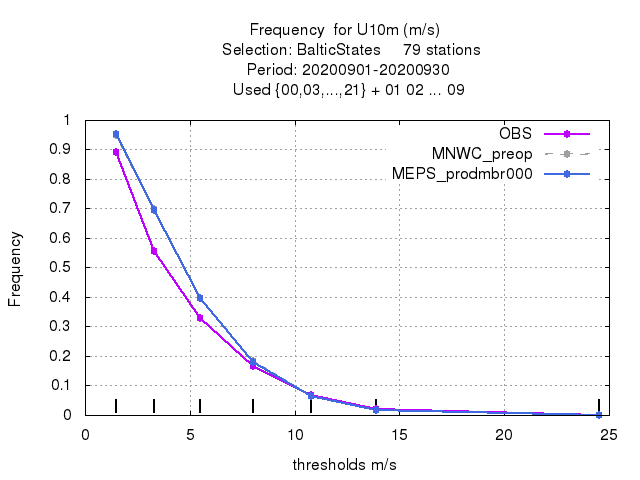 Frequency  for U10m (m/s)
Selection: BalticStates     79 stations
Period: 20200901-20200930
Used {00,03,...,21} + 01 02 ... 09
OBS
MNWC_preop
MEPS_prodmbr000
1
0.9
0.8
0.7
0.6
0.5
0.4
0.3
0.2
0.1
0
Frequency
0 5 10 15 20 25
thresholds m/s